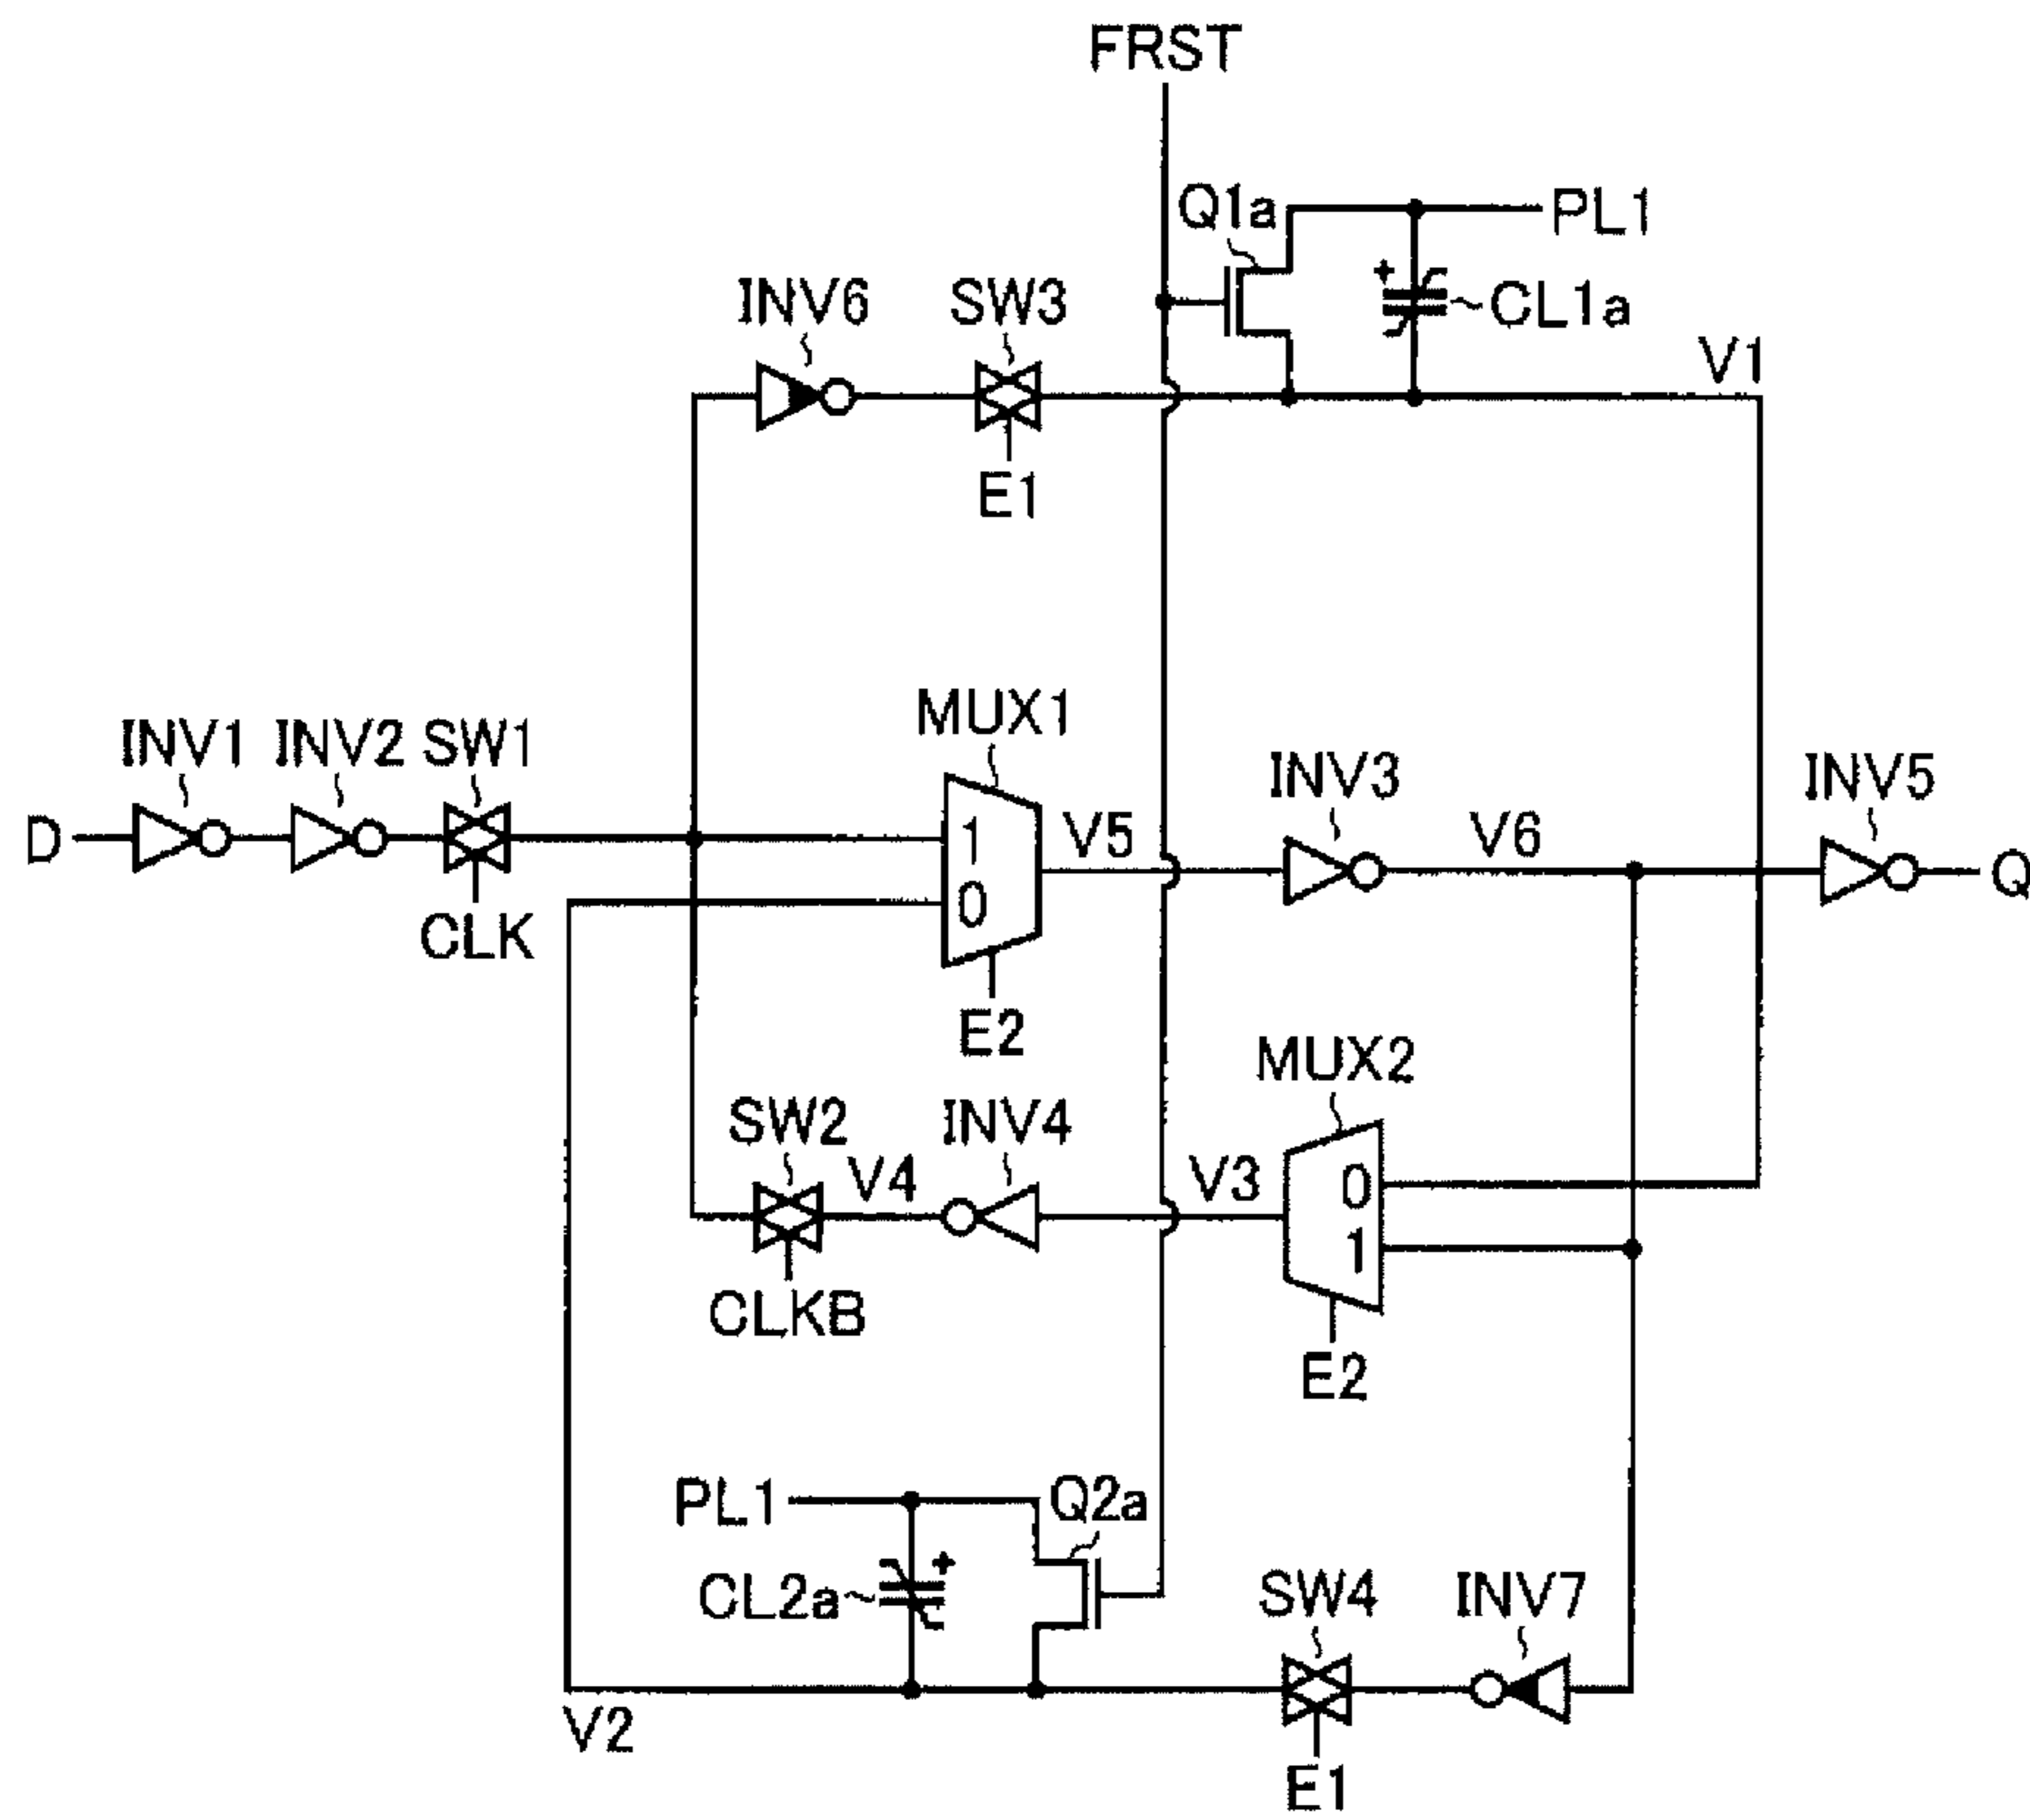 FRST
Q1a
PL1
INV6
SW3
+
CL1a
V1
E1
MUX1
INV1
INV2
SW1
INV3
INV5
D
1
V5
V6
Q
0
CLK
E2
MUX2
SW2
INV4
V4
V3
0
1
CLKB
E2
PL1
Q2a
+
CL2a
SW4
INV7
V2
E1